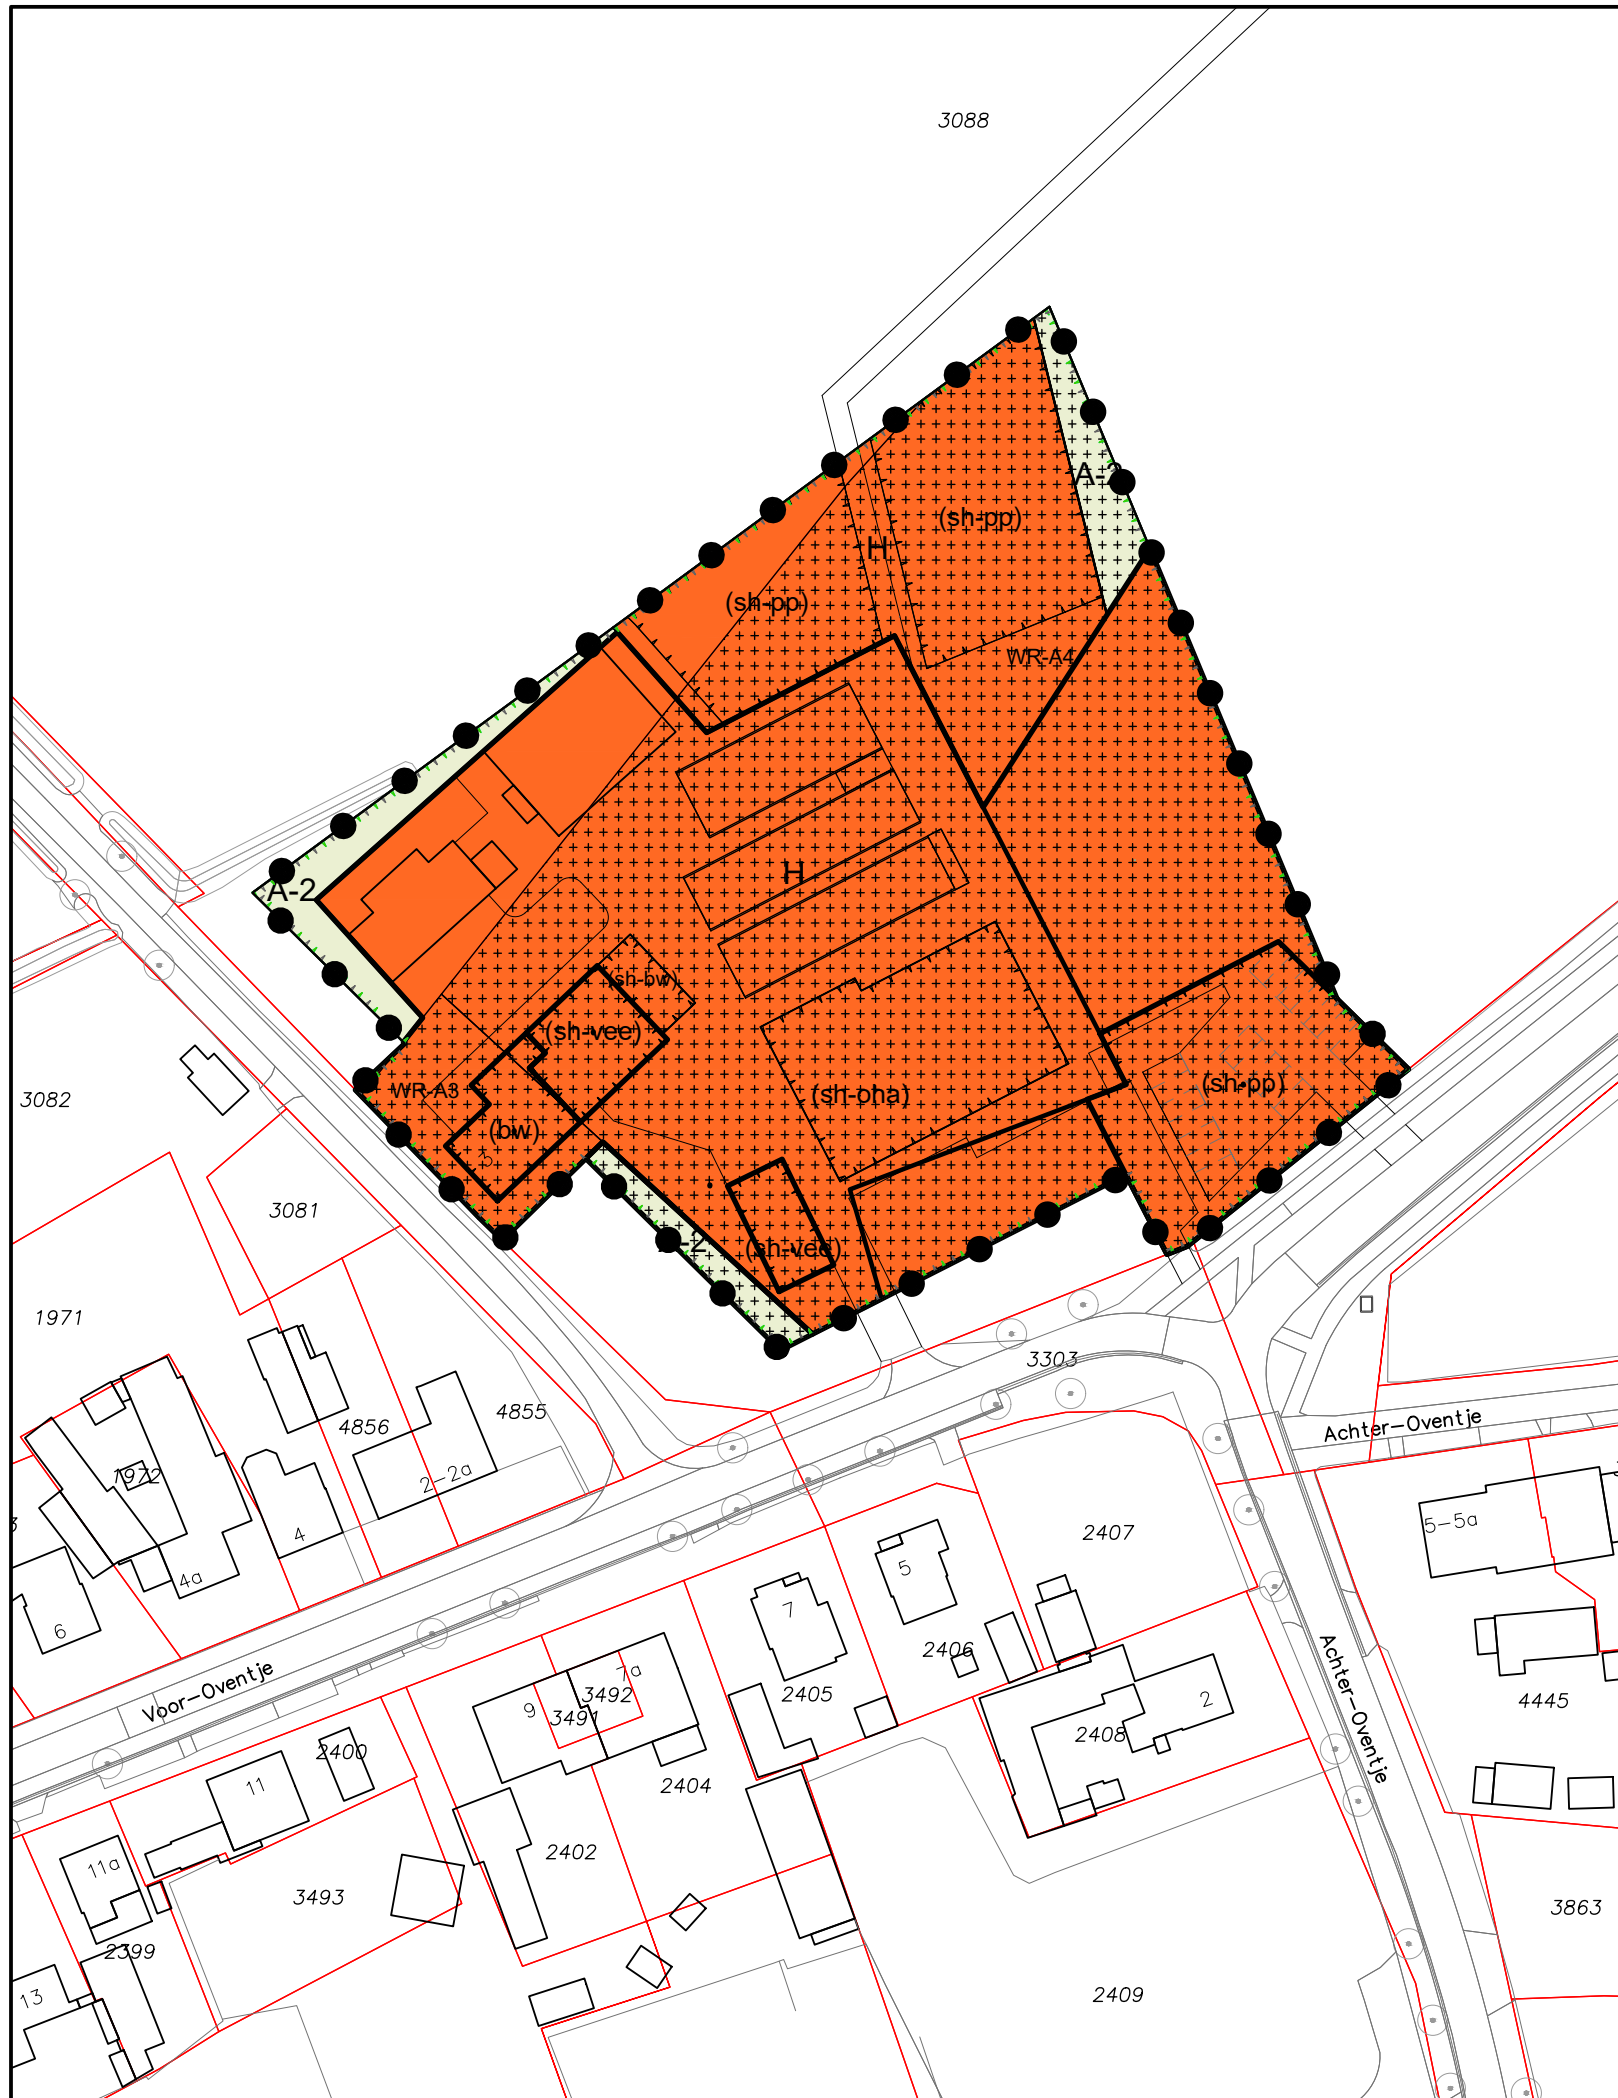 3088
A-2
(sh-pp)
H
(sh-pp)
WR-A4
H
A-2
(sh-bw)
(sh-vee)
(sh-pp)
WR-A3
(sh-oha)
(bw)
3082
3081
(sh-vee)
1971
3303
4855
4856
Achter-Oventje
1972
2-2a
4
4a
6
5-5a
2407
5
7
2406
Achter-Oventje
Voor-Oventje
7a
3492
2405
9
3491
2
4445
2408
2400
11
2404
2402
11a
3493
3863
2399
13
2409